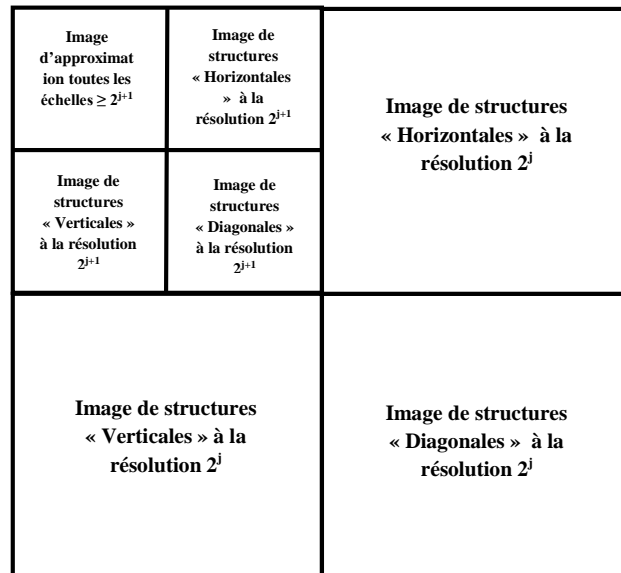 Image
d'approximat
ion toutes les
échelles ≥ 2^{j+1}
Image de
structures
« Horizontales
» à la
résolution 2^{j+1}
Image de structures
« Horizontales » à la
résolution 2^{j}
Image de
structures
« Verticales »
à la résolution
2^{j+1}
Image de
structures
« Diagonales »
à la résolution
2^{j+1}
Image de structures
« Verticales » à la
résolution 2^{j}
Image de structures
« Diagonales » à la
résolution 2^{j}